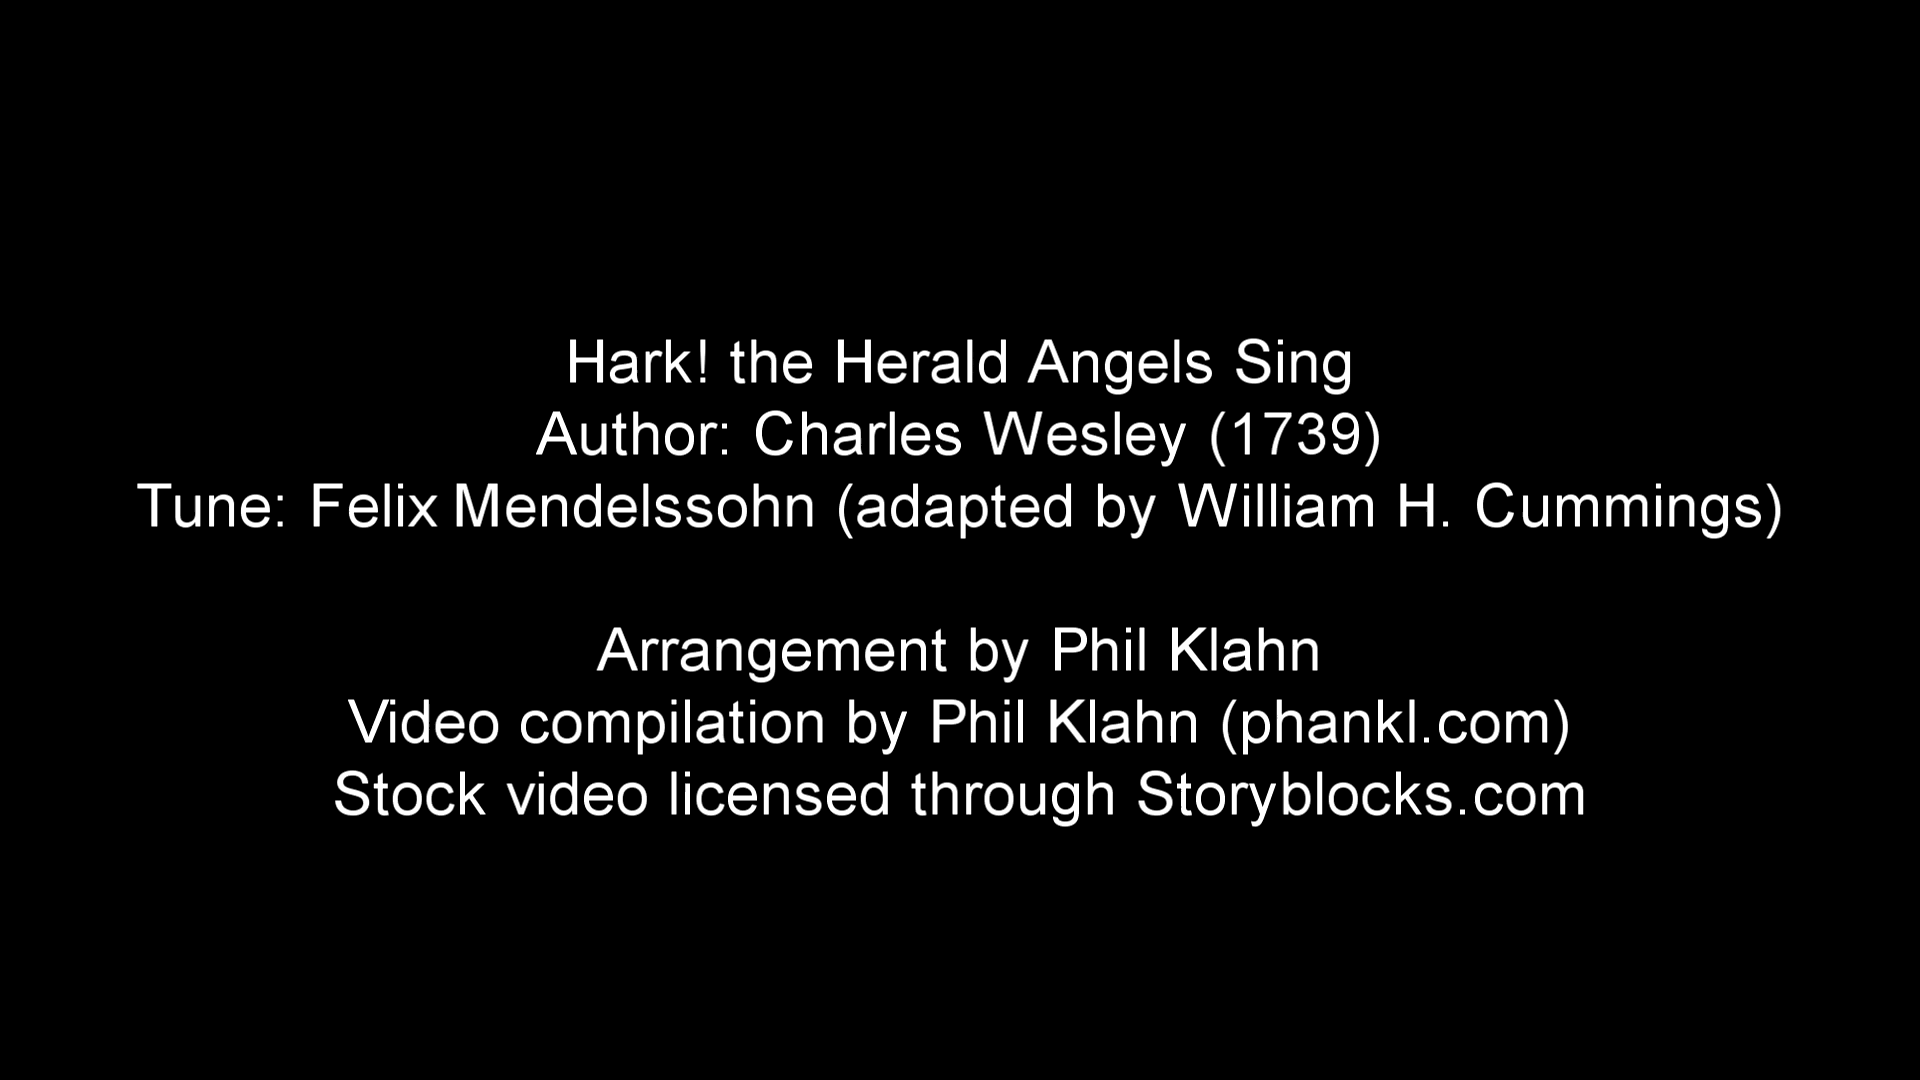 Hark! the Herald Angels Sing
Author: Charles Wesley (1739)
Tune: Felix Mendelssohn (adapted by William H. Cummings)
Arrangement by Phil Klahn
Video compilation by Phil Klahn (phankl.com)
Stock video licensed through Storyblocks.com